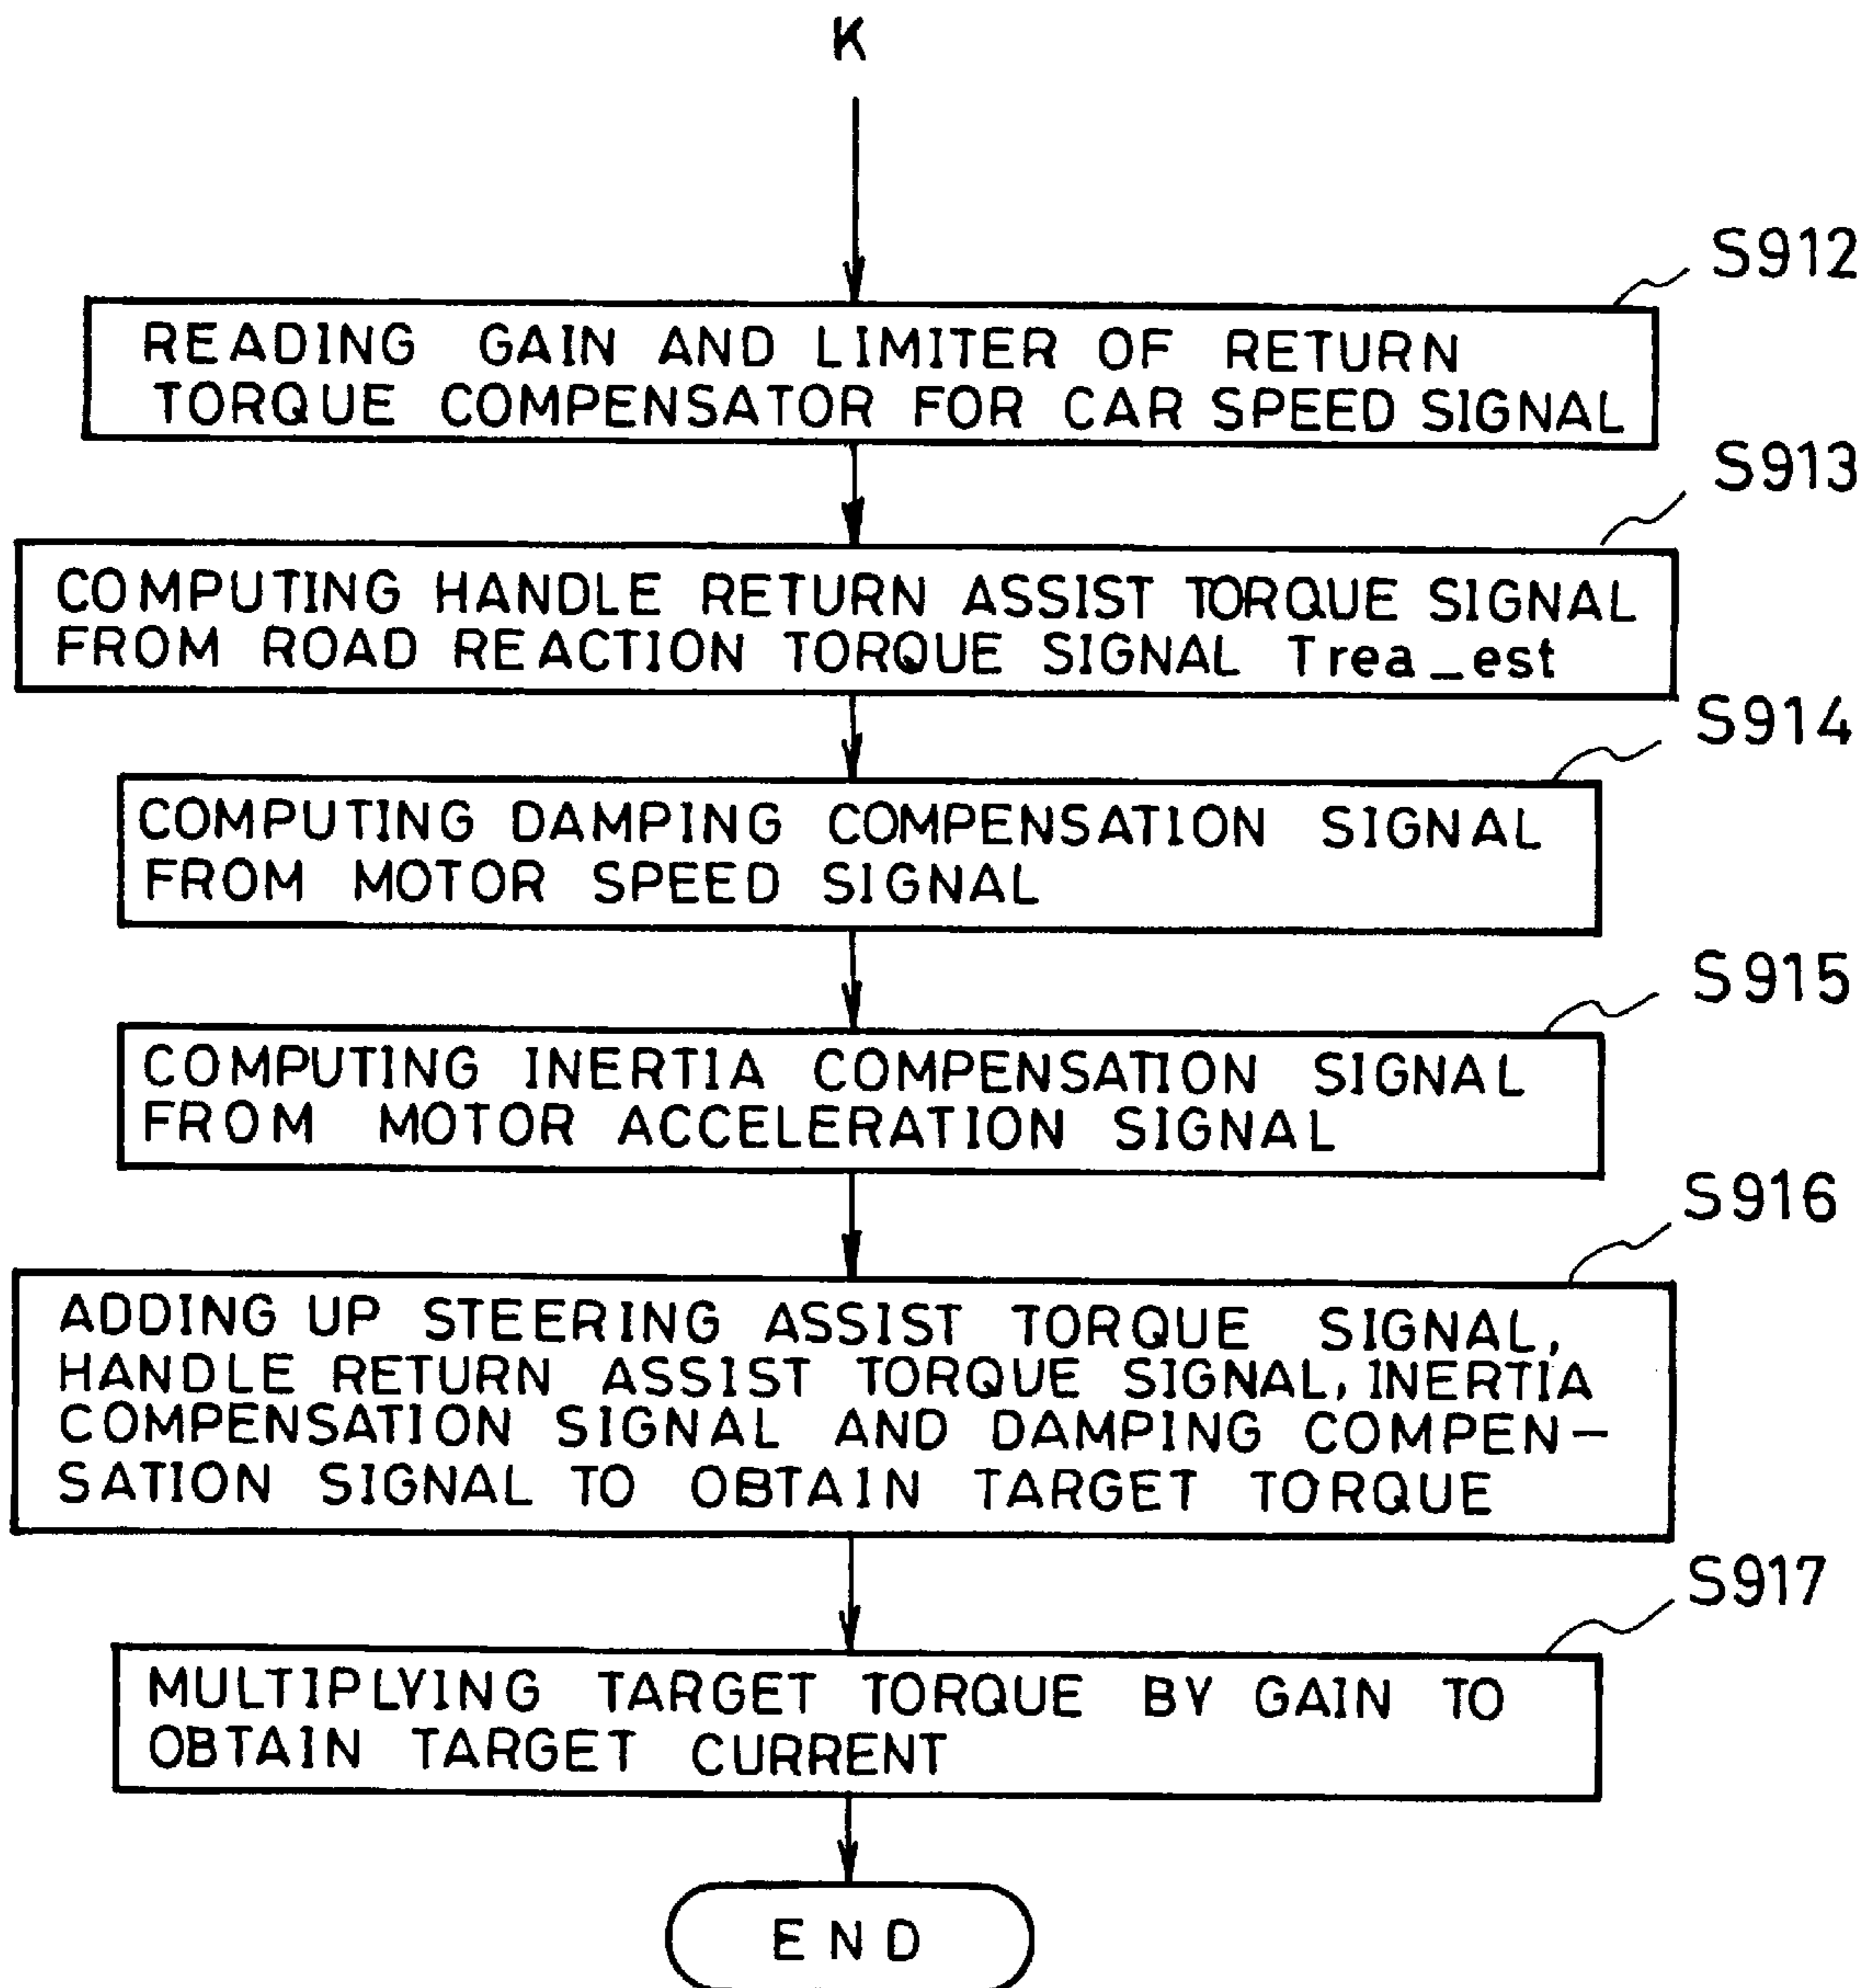 K
S912
READING GAIN AND LIMITER OF RETURN
TORQUE COMPENSATOR FOR CAR SPEED SIGNAL
S913
COMPUTING HANDLE RETURN ASSIST TORQUE SIGNAL
FROM ROAD REACTION TORQUE SIGNAL Trea_est
S914
COMPUTING DAMPING COMPENSATION SIGNAL
FROM MOTOR SPEED SIGNAL
S915
COMPUTING INERTIA COMPENSATION SIGNAL
FROM MOTOR ACCELERATION SIGNAL
S916
ADDING UP STEERING ASSIST TORQUE SIGNAL,
HANDLE RETURN ASSIST TORQUE SIGNAL, INERTIA
COMPENSATION SIGNAL AND DAMPING COMPEN-
SATION SIGNAL TO OBTAIN TARGET TORQUE
S917
MULTIPLYING TARGET TORQUE BY GAIN TO
OBTAIN TARGET CURRENT
END